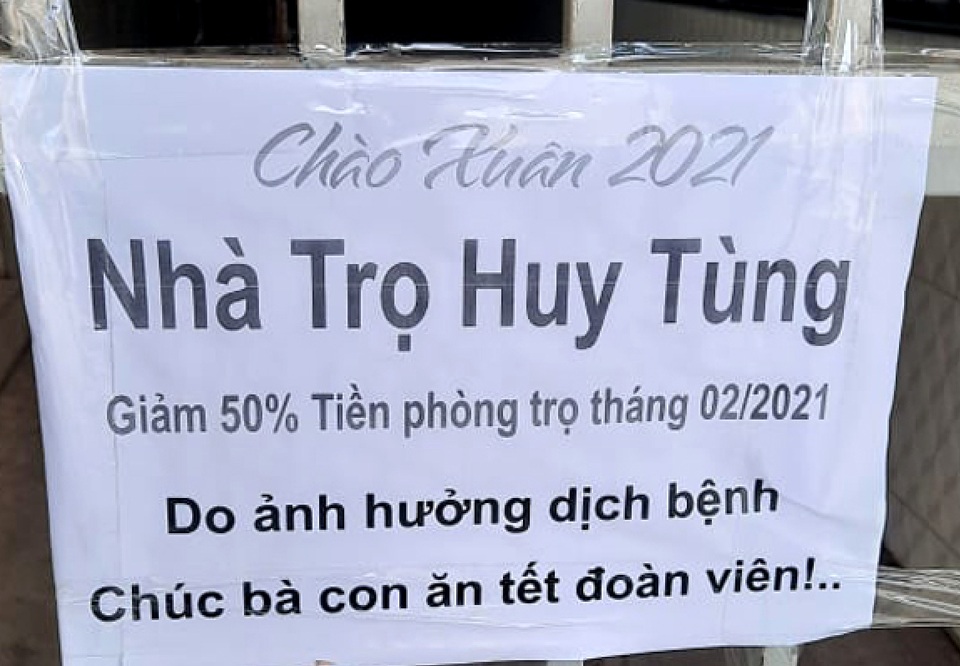 Chào Xuân 2021
Nhà Trọ Huy Tùng
Giảm 50% Tiền phòng trọ tháng 02/2021
Do ảnh hưởng dịch bệnh
Chúc bà con ăn tết đoàn viên!..